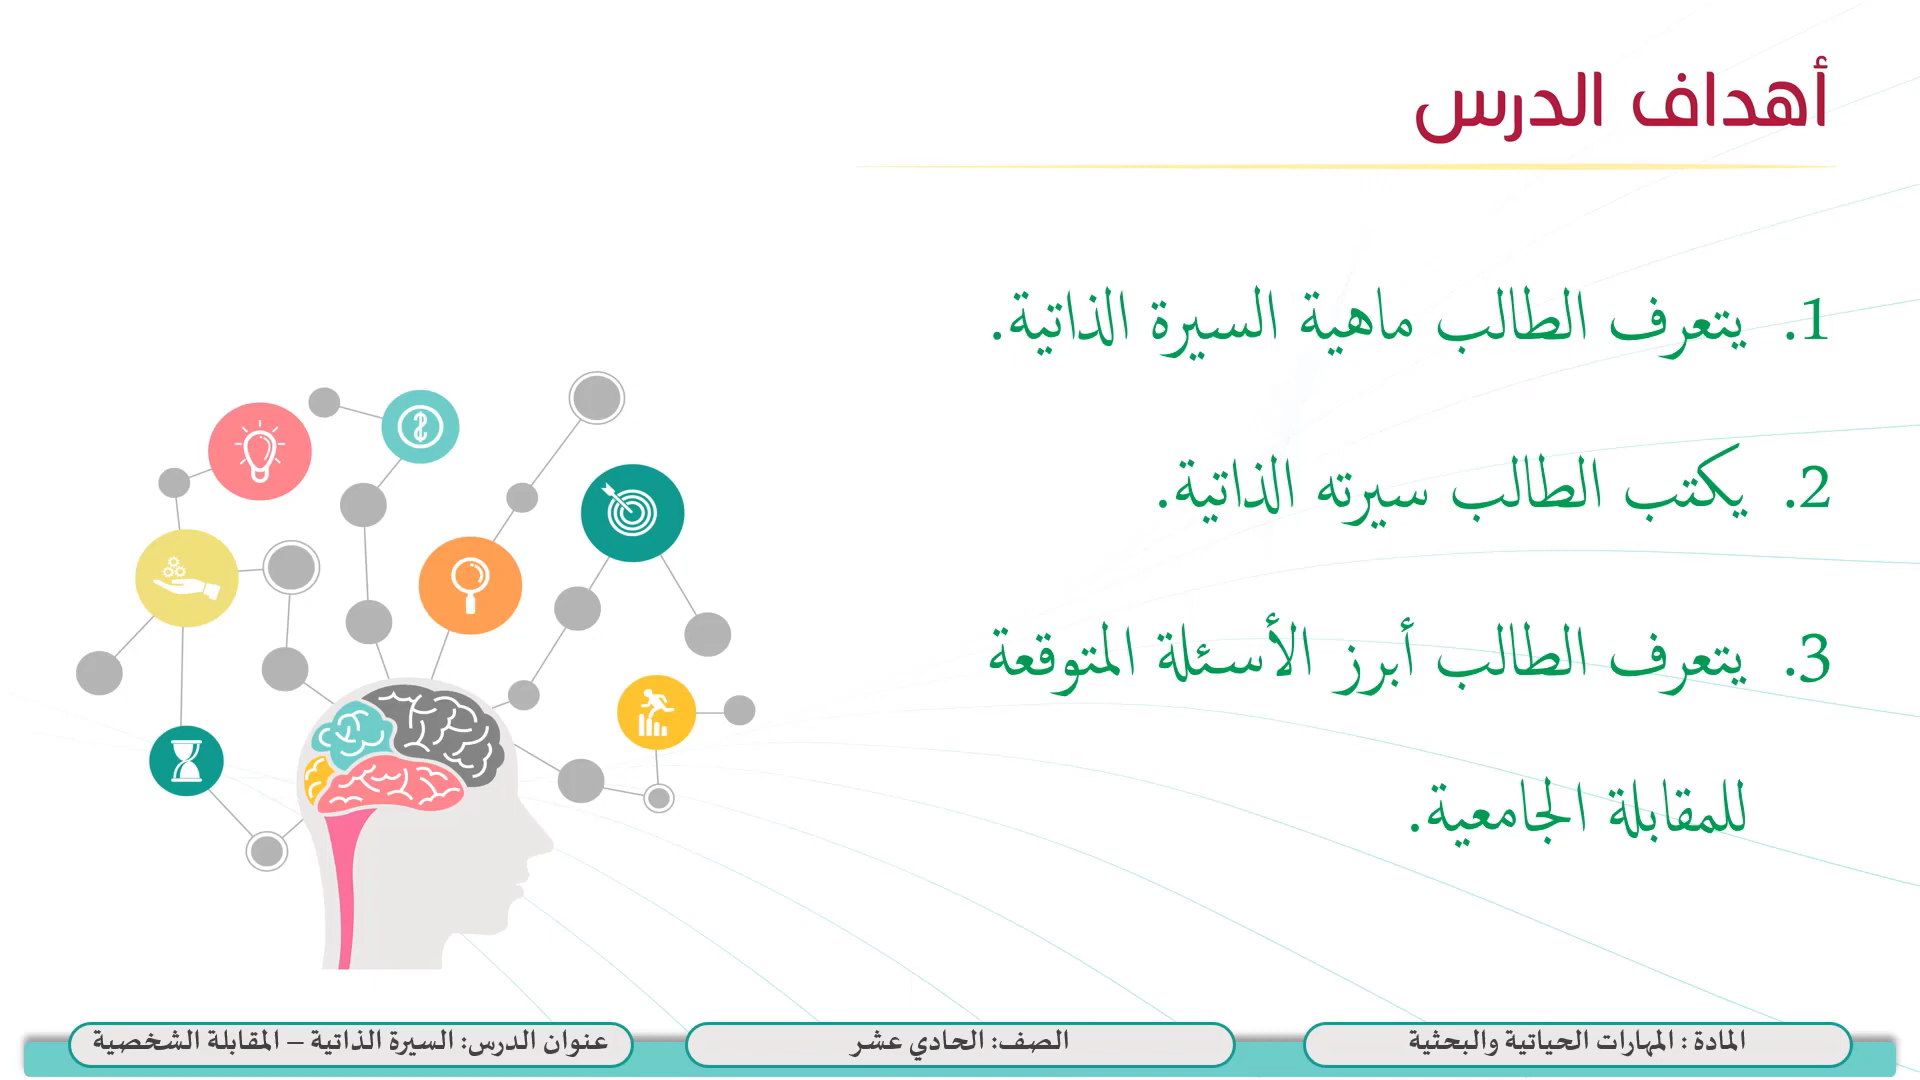 أهداف الدرس
1. يتعرف الطالب ماهية السيرة الذاتية.
2. يكتب الطالب سيرته الذاتية.
3. يتعرف الطالب أبرز الأسئلة المتوقعة
للمقابلة الجامعية.
المادة : المهارات الحياتية والبحثية
الصف: الحادي عشر
عنوان الدرس: السيرة الذاتية – المقابلة الشخصية